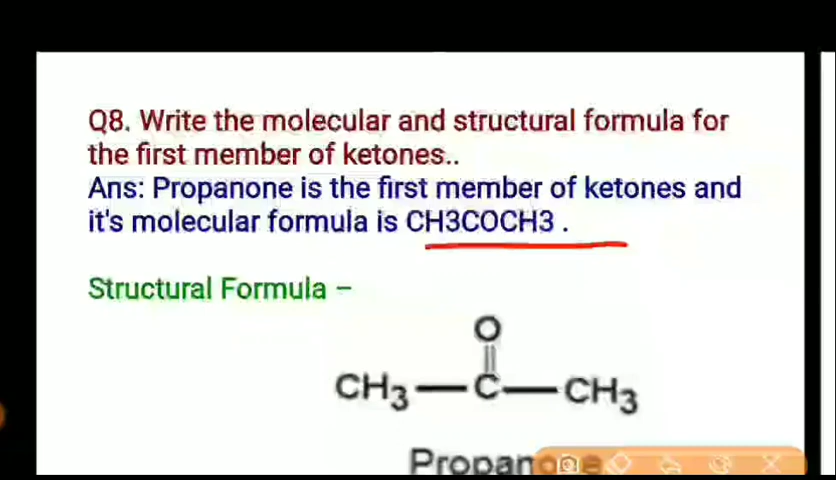 Q8. Write the molecular and structural formula for
the first member of ketones..
Ans: Propanone is the first member of ketones and
it's molecular formula is CH3COCH3 .
Structural Formula –
O
CH3—C—CH3